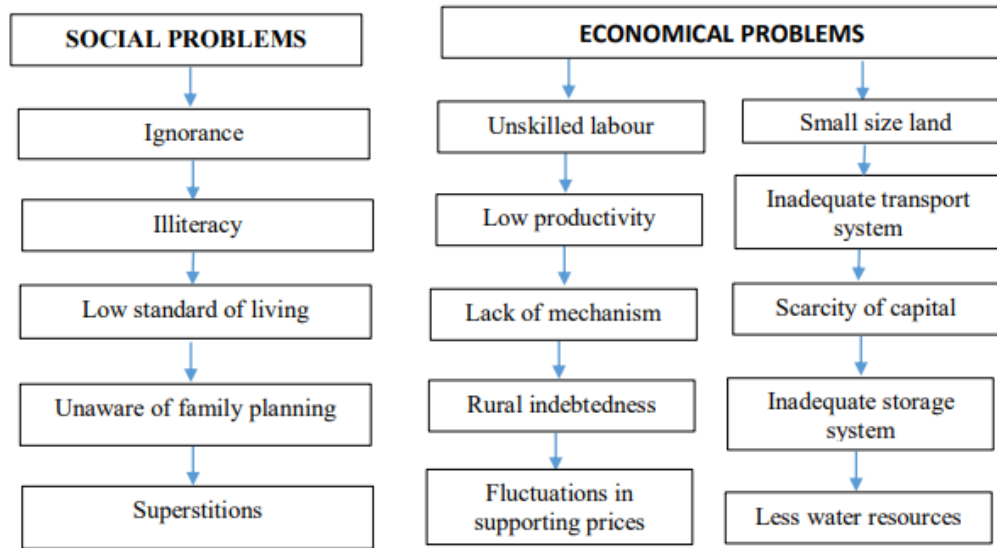 SOCIAL PROBLEMS
Ignorance
Illiteracy
Low standard of living
Unaware of family planning
Superstitions
ECONOMICAL PROBLEMS
Unskilled labour
Low productivity
Lack of mechanism
Rural indebtedness
Fluctuations in
supporting prices
Small size land
Inadequate transport
system
Scarcity of capital
Inadequate storage
system
Less water resources